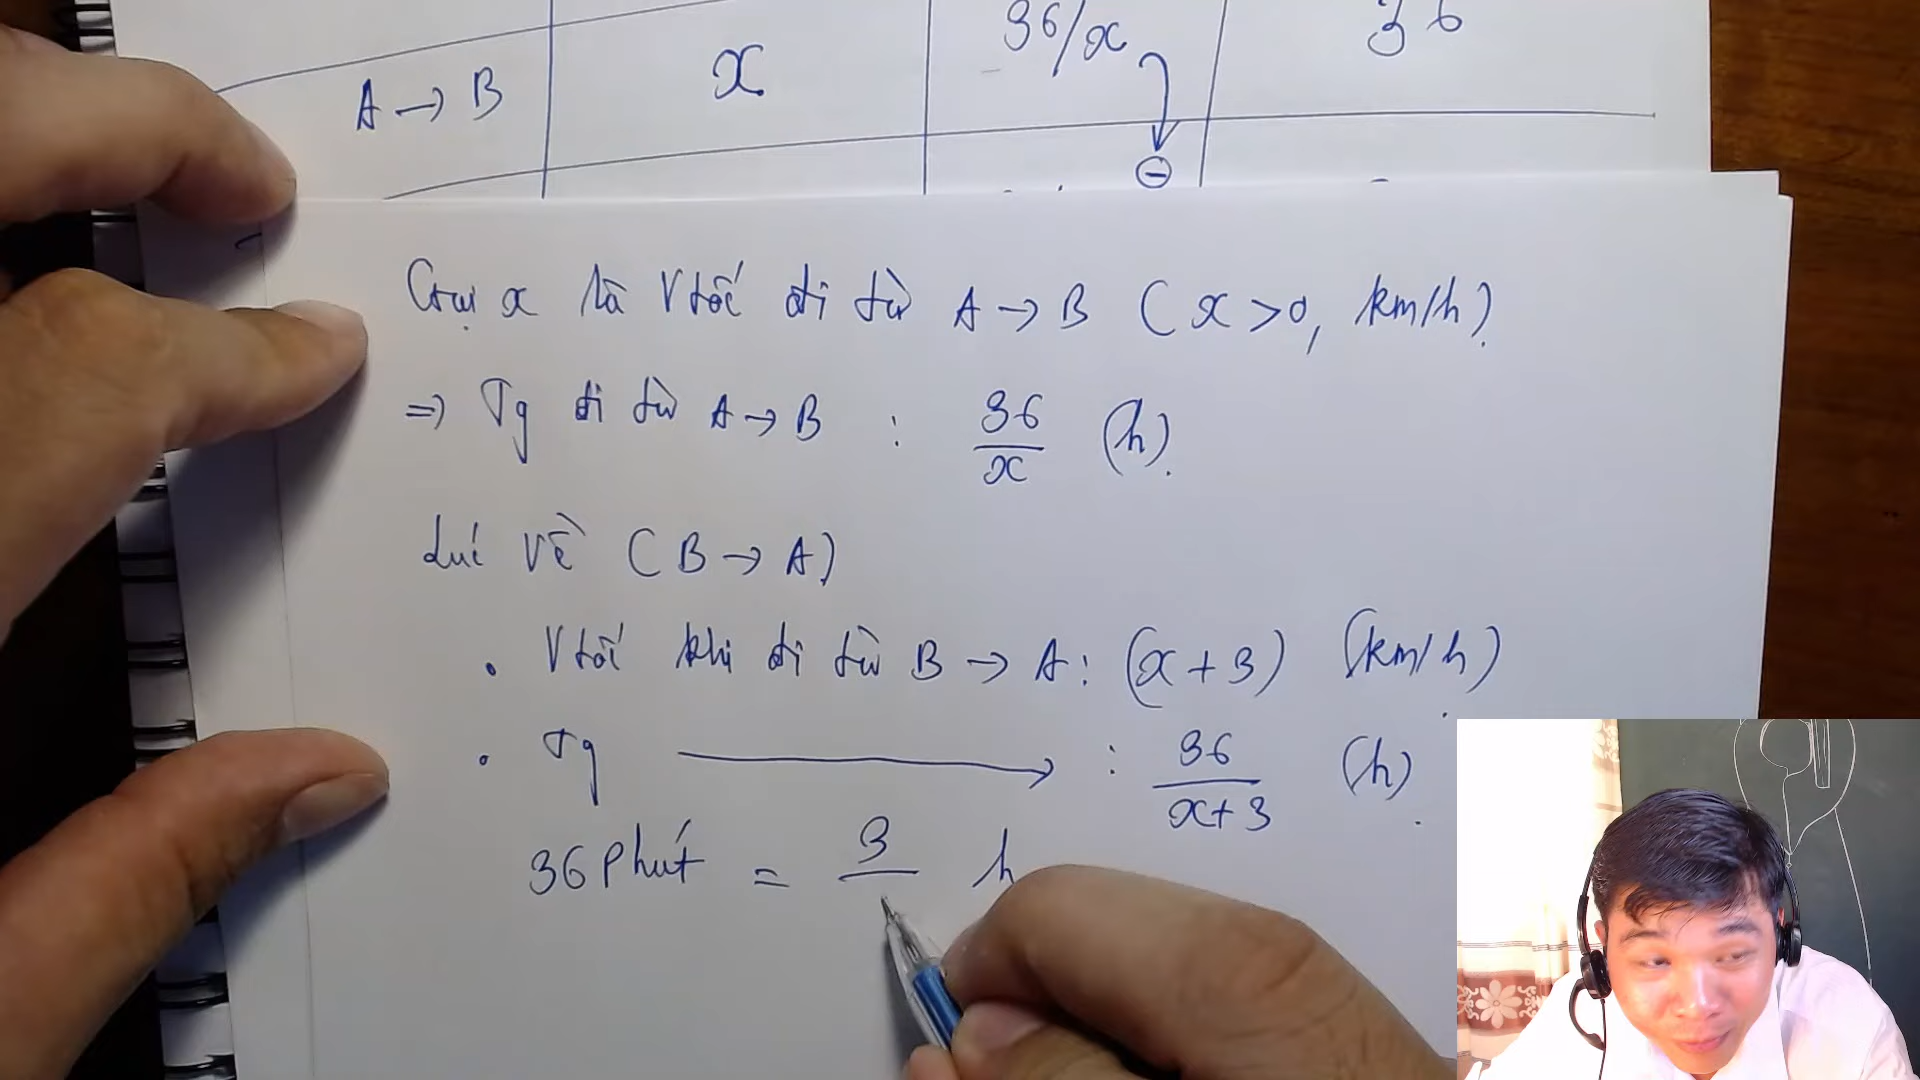 A → B x 36/x 36
⊖
Gọi x là Vtốc đi từ A → B (x > 0, km/h).
=> Tg đi từ A → B : 36/x (h).
Lúc về (B → A)
• Vtốc khi đi từ B → A : (x + 3) (km/h).
• Tg ⟶ : 36/x+3 (h).
36 phút = 3/ h